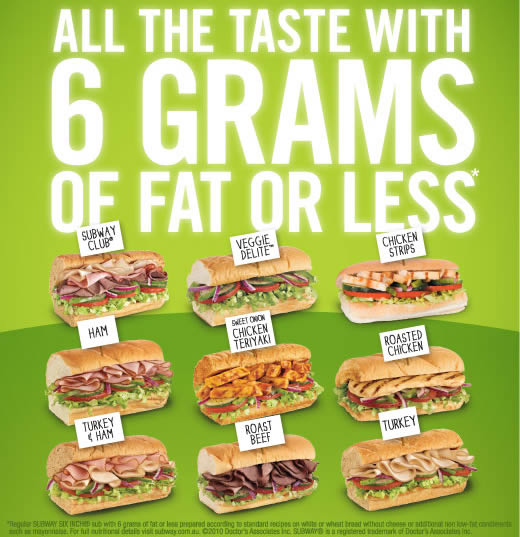 ALL THE TASTE WITH
6 GRAMS
OF FAT OR LESS*
SUBWAY
CLUB®
VEGGIE
DELITE™
CHICKEN
STRIPS
HAM
SWEET ONION
CHICKEN
TERIYAKI
ROASTED
CHICKEN
TURKEY
& HAM
ROAST
BEEF
TURKEY
*Regular SUBWAY SIX INCH® sub with 6 grams of fat or less prepared according to standard recipes on white or wheat bread without cheese or additional non low-fat condiments
such as mayonnaise. For full nutritional details visit subway.com.au. ©2010 Doctor's Associates Inc. SUBWAY® is a registered trademark of Doctor's Associates Inc.